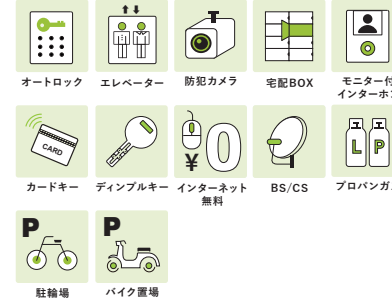 オートロック
エレベーター
防犯カメラ
宅配BOX
モニター付
インターホ
CARD
¥0
L P
カードキー
ディンプルキー
インターネット
無料
BS/CS
プロパンガ
P
P
駐輪場
バイク置場